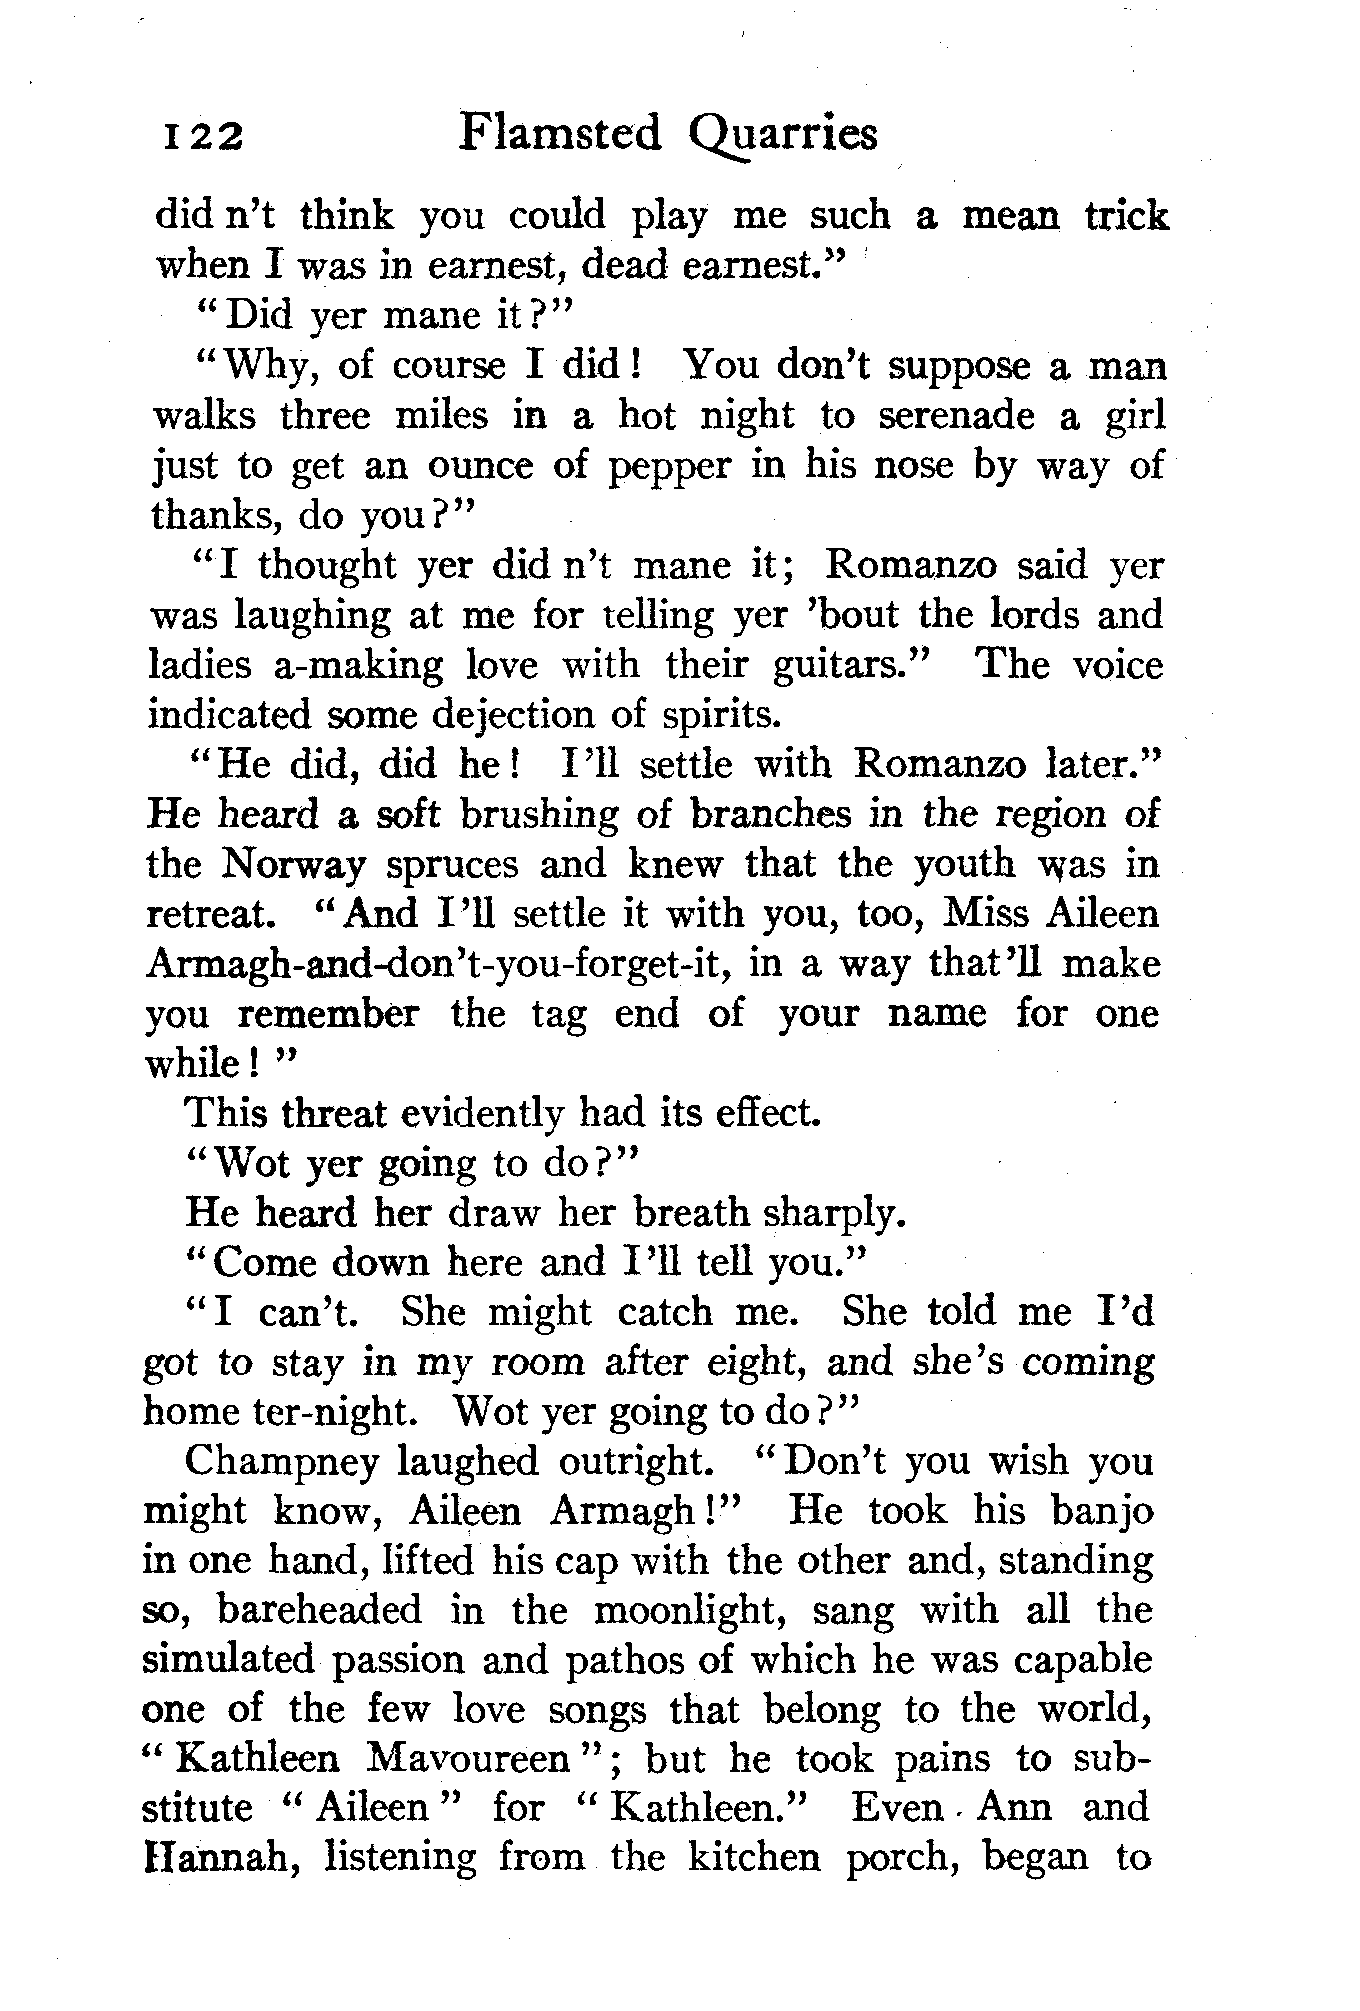 122 Flamsted Quarries
did n't think you could play me such a mean trick
when I was in earnest, dead earnest."
"Did yer mane it?"
"Why, of course I did! You don't suppose a man
walks three miles in a hot night to serenade a girl
just to get an ounce of pepper in his nose by way of
thanks, do you?"
"I thought yer did n't mane it; Romanzo said yer
was laughing at me for telling yer 'bout the lords and
ladies a-making love with their guitars." The voice
indicated some dejection of spirits.
"He did, did he! I'll settle with Romanzo later."
He heard a soft brushing of branches in the region of
the Norway spruces and knew that the youth was in
retreat. "And I'll settle it with you, too, Miss Aileen
Armagh-and-don't-you-forget-it, in a way that'll make
you remember the tag end of your name for one
while!"
This threat evidently had its effect.
"Wot yer going to do?"
He heard her draw her breath sharply.
"Come down here and I'll tell you."
"I can't. She might catch me. She told me I'd
got to stay in my room after eight, and she's coming
home ter-night. Wot yer going to do?"
Champney laughed outright. "Don't you wish you
might know, Aileen Armagh!" He took his banjo
in one hand, lifted his cap with the other and, standing
so, bareheaded in the moonlight, sang with all the
simulated passion and pathos of which he was capable
one of the few love songs that belong to the world,
"Kathleen Mavoureen"; but he took pains to sub-
stitute "Aileen" for "Kathleen." Even Ann and
Hannah, listening from the kitchen porch, began to